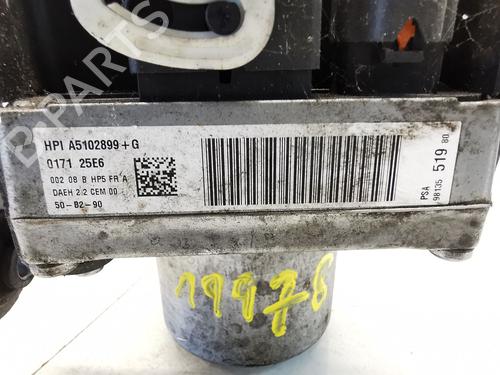 HPI A5102899+G
0171 25E6
002 08 B HP5 FR A
DAEH 2.2 CEM 00
50-B2-90
PSA
98135 519 80
B-PARTS